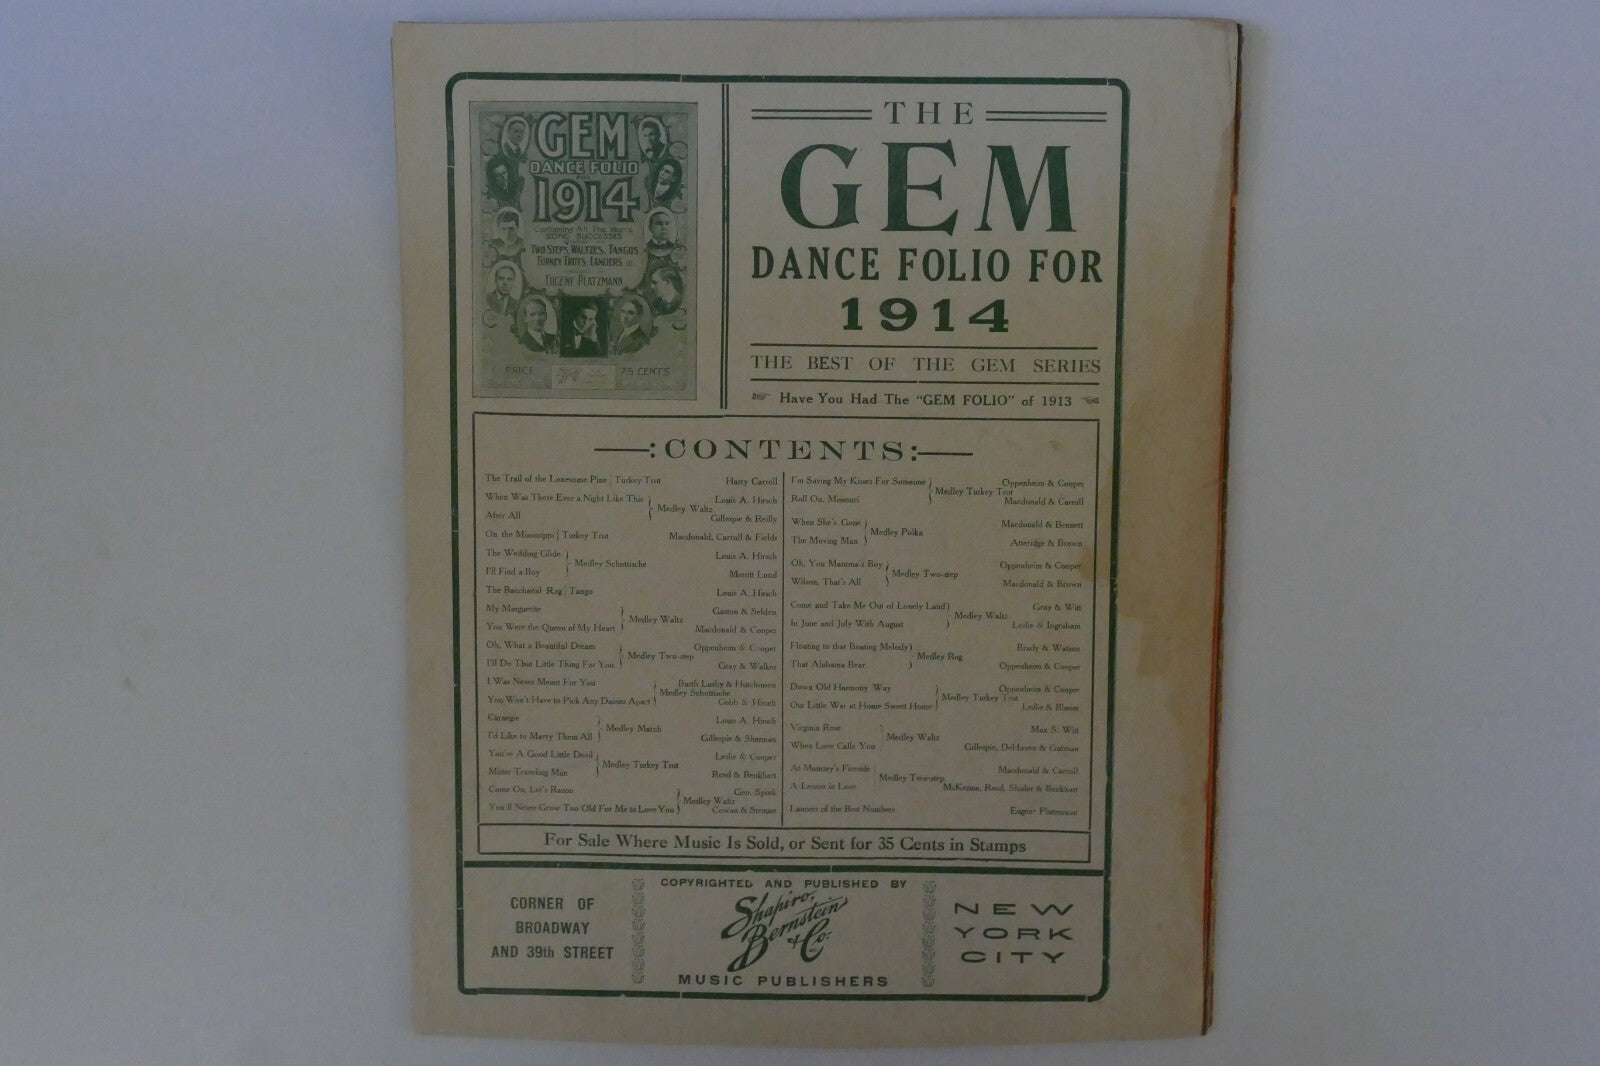 GEM
DANCE FOLIO
FOR
1914
Containing All The Year's
SONG SUCCESSES
TWO STEPS, WALTZES, TANGOS
TURKEY TROTS, LANCIERS
EUGENE PLATZMANN
PRICE 75 CENTS
THE
GEM
DANCE FOLIO FOR
1914
THE BEST OF THE GEM SERIES
Have You Had The "GEM FOLIO" of 1913
CONTENTS:
The Trail of the Lonesome Pine } Turkey Trot Harry Carroll
When Was There Ever a Night Like This Louis A. Hirsch
Medley Waltz
After All Gillespie & Reilly
On the Mississippi } Turkey Trot Macdonald, Carroll & Fields
The Wedding Glide Louis A. Hirsch
Medley Schottische
I'll Find a Boy Merritt Lund
The Bacchanal Rag } Tango Louis A. Hirsch
My Marguerite Gaston & Selden
Medley Waltz
You Were the Queen of My Heart Macdonald & Cooper
Oh, What a Beautiful Dream Oppenheim & Cooper
Medley Two-step
I'll Do That Little Thing For You Gray & Walker
I Was Never Meant For You Barth Lusby & Hutchinson
Medley Schottische
You Won't Have to Pick Any Daisies Apart Cobb & Hirsch
Carnegie Louis A. Hirsch
Medley March
I'd Like to Marry Them All Gillespie & Sherman
You're A Good Little Devil Leslie & Cooper
Medley Turkey Trot
Mister Traveling Man Reed & Benkhart
Come On, Let's Razoo Geo. Spink
Medley Waltz
You'll Never Grow Too Old For Me to Love You Cowan & Strouse
I'm Saving My Kisses For Someone Oppenheim & Cooper
Medley Turkey Trot
Roll On, Missouri Macdonald & Carroll
When She's Gone Macdonald & Bennett
Medley Polka
The Moving Man Atteridge & Brown
Oh, You Mamma's Boy Oppenheim & Cooper
Medley Two-step
Wilson, That's All Macdonald & Brown
Come and Take Me Out of Lonely Land Gray & Witt
Medley Waltz
In June and July With August Leslie & Ingraham
Floating to that Boating Melody Brady & Watson
Medley Rag
That Alabama Bear Oppenheim & Cooper
Down Old Harmony Way Oppenheim & Cooper
Medley Turkey Trot
Our Little War at Home Sweet Home Leslie & Bloom
Virginia Rose Max S. Witt
Medley Waltz
When Love Calls You Gillespie, DeHaven & Gutman
At Mammy's Fireside Macdonald & Carroll
Medley Two-step
A Lesson in Love McKenna, Reed, Shisler & Benkhart
Lancers of the Best Numbers Eugene Platzmann
For Sale Where Music Is Sold, or Sent for 35 Cents in Stamps
CORNER OF
BROADWAY
AND 39th STREET
COPYRIGHTED AND PUBLISHED BY
Shapiro,
Bernstein
& Co.
MUSIC PUBLISHERS
NEW
YORK
CITY